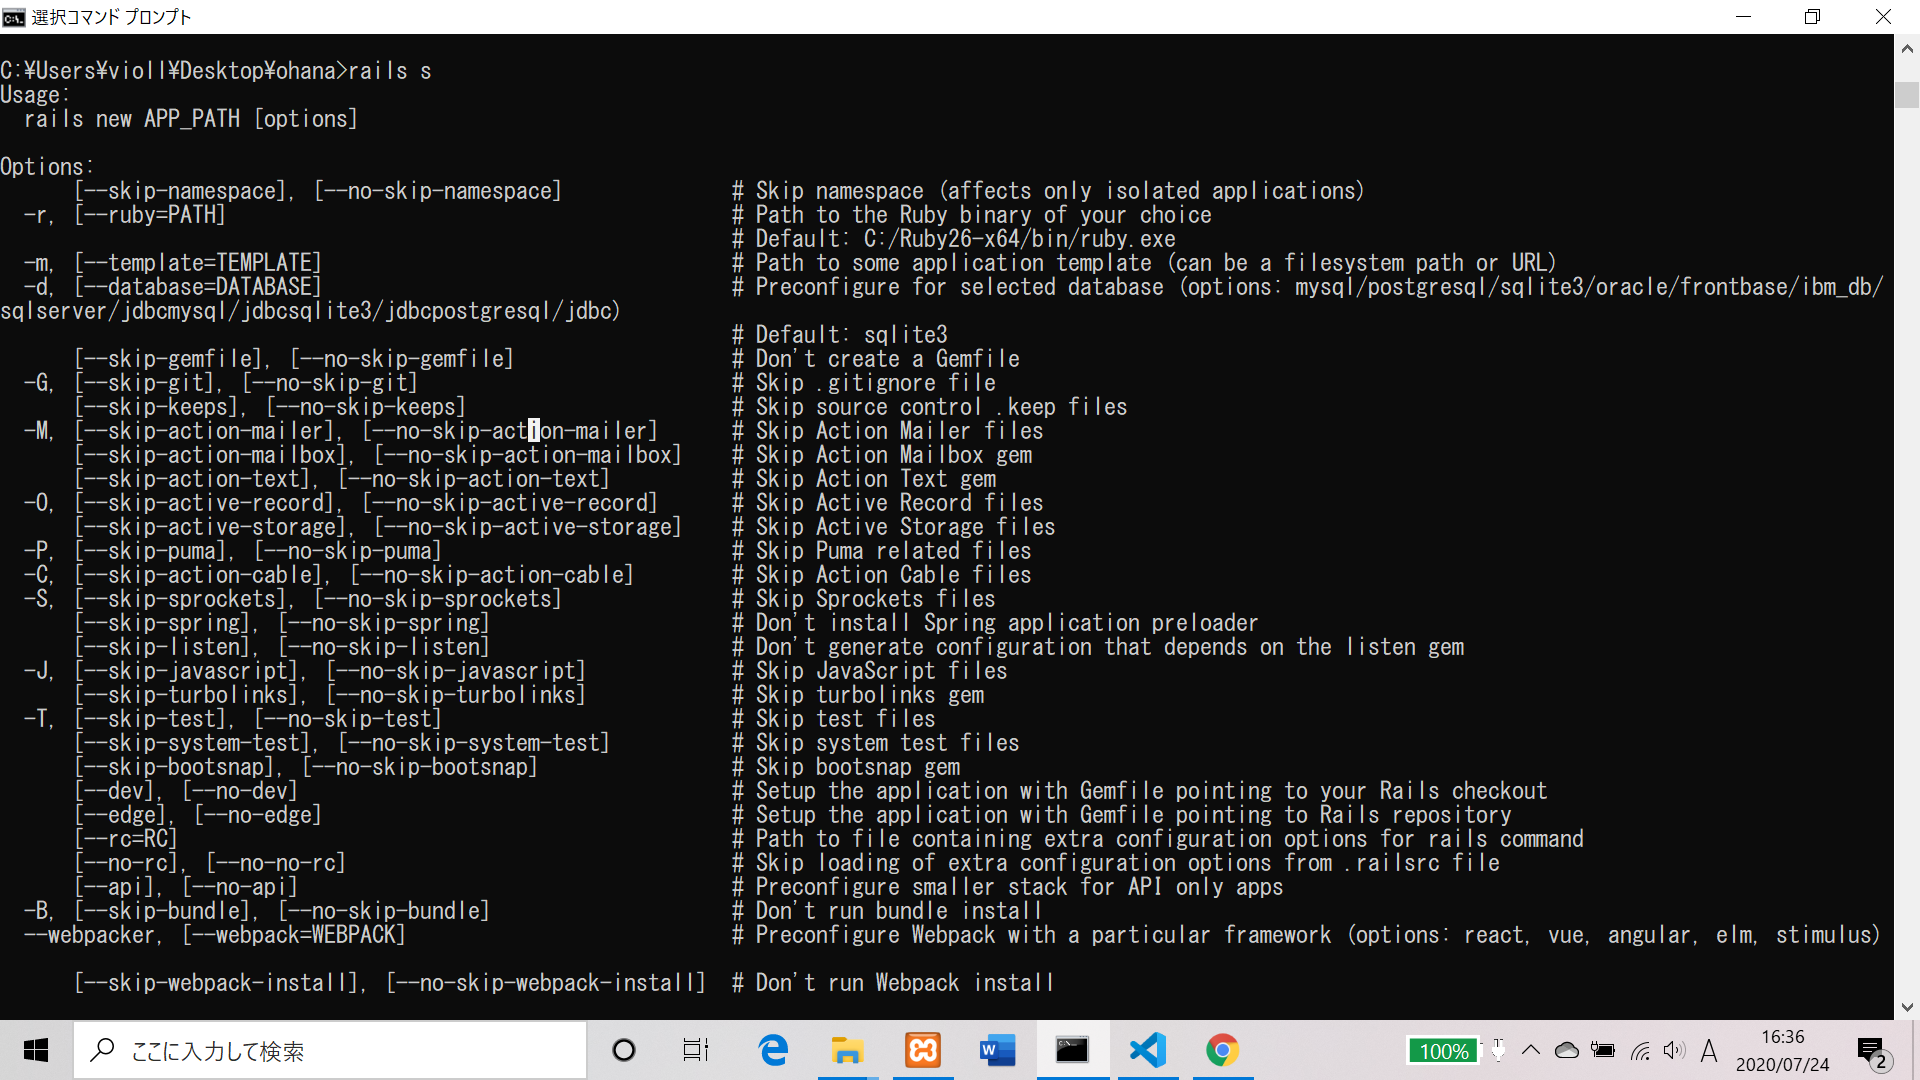 選択コマンド プロンプト
C:¥Users¥violl¥Desktop¥ohana>rails s
Usage:
  rails new APP_PATH [options]
Options:
      [--skip-namespace], [--no-skip-namespace]              # Skip namespace (affects only isolated applications)
  -r, [--ruby=PATH]                                          # Path to the Ruby binary of your choice
                                                             # Default: C:/Ruby26-x64/bin/ruby.exe
  -m, [--template=TEMPLATE]                                  # Path to some application template (can be a filesystem path or URL)
  -d, [--database=DATABASE]                                  # Preconfigure for selected database (options: mysql/postgresql/sqlite3/oracle/frontbase/ibm_db/
sqlserver/jdbcmysql/jdbcsqlite3/jdbcpostgresql/jdbc)
                                                             # Default: sqlite3
      [--skip-gemfile], [--no-skip-gemfile]                  # Don't create a Gemfile
  -G, [--skip-git], [--no-skip-git]                          # Skip .gitignore file
      [--skip-keeps], [--no-skip-keeps]                      # Skip source control .keep files
  -M, [--skip-action-mailer], [--no-skip-action-mailer]      # Skip Action Mailer files
      [--skip-action-mailbox], [--no-skip-action-mailbox]    # Skip Action Mailbox gem
      [--skip-action-text], [--no-skip-action-text]          # Skip Action Text gem
  -O, [--skip-active-record], [--no-skip-active-record]      # Skip Active Record files
      [--skip-active-storage], [--no-skip-active-storage]    # Skip Active Storage files
  -P, [--skip-puma], [--no-skip-puma]                        # Skip Puma related files
  -C, [--skip-action-cable], [--no-skip-action-cable]        # Skip Action Cable files
  -S, [--skip-sprockets], [--no-skip-sprockets]              # Skip Sprockets files
      [--skip-spring], [--no-skip-spring]                    # Don't install Spring application preloader
      [--skip-listen], [--no-skip-listen]                    # Don't generate configuration that depends on the listen gem
  -J, [--skip-javascript], [--no-skip-javascript]            # Skip JavaScript files
      [--skip-turbolinks], [--no-skip-turbolinks]            # Skip turbolinks gem
  -T, [--skip-test], [--no-skip-test]                        # Skip test files
      [--skip-system-test], [--no-skip-system-test]          # Skip system test files
      [--skip-bootsnap], [--no-skip-bootsnap]                # Skip bootsnap gem
      [--dev], [--no-dev]                                    # Setup the application with Gemfile pointing to your Rails checkout
      [--edge], [--no-edge]                                  # Setup the application with Gemfile pointing to Rails repository
      [--rc=RC]                                              # Path to file containing extra configuration options for rails command
      [--no-rc], [--no-no-rc]                                # Skip loading of extra configuration options from .railsrc file
      [--api], [--no-api]                                    # Preconfigure smaller stack for API only apps
  -B, [--skip-bundle], [--no-skip-bundle]                    # Don't run bundle install
  --webpacker, [--webpack=WEBPACK]                           # Preconfigure Webpack with a particular framework (options: react, vue, angular, elm, stimulus)
      [--skip-webpack-install], [--no-skip-webpack-install]  # Don't run Webpack install
ここに入力して検索
100%
A
16:36
2020/07/24
2